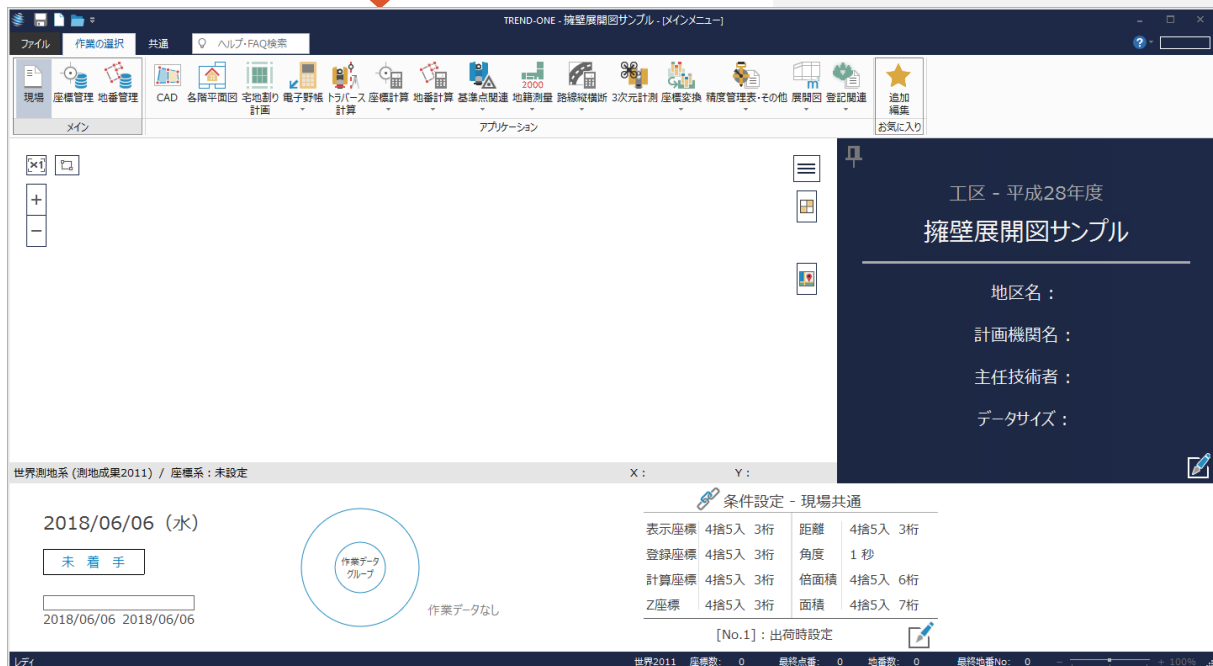 TREND-ONE - 擁壁展開図サンプル - [メインメニュー]
ファイル 作業の選択 共通 ヘルプ・FAQ検索
現場 座標管理 地番管理 CAD 各階平面図 宅地割り計画 電子野帳 トラバース計算 座標計算 地番計算 基準点関連 2000 地籍測量 路線縦横断 3次元計測 座標変換 精度管理表・その他 m 展開図 登記関連 追加編集
メイン アプリケーション お気に入り
×1
+
-
工区 - 平成28年度
擁壁展開図サンプル
地区名：
計画機関名：
主任技術者：
データサイズ：
世界測地系 (測地成果2011) / 座標系：未設定 X： Y：
2018/06/06（水）
未 着 手
2018/06/06 2018/06/06
作業データ
グループ
作業データなし
条件設定 - 現場共通
表示座標 4捨5入 3桁 距離 4捨5入 3桁
登録座標 4捨5入 3桁 角度 1 秒
計算座標 4捨5入 3桁 倍面積 4捨5入 6桁
Z座標 4捨5入 3桁 面積 4捨5入 7桁
[No.1]：出荷時設定
レディ 世界2011 座標数: 0 最終点番: 0 地番数: 0 最終地番No: 0 - + 100%